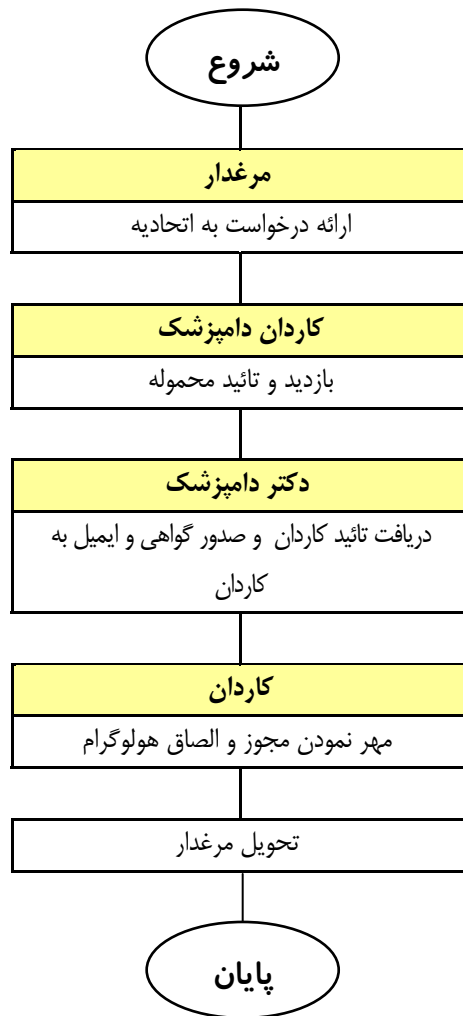 شروع
مرغدار
ارائه درخواست به اتحادیه
کاردان دامپزشک
بازدید و تائید محموله
دکتر دامپزشک
دریافت تائید کاردان و صدور گواهی و ایمیل به
کاردان
کاردان
مهر نمودن مجوز و الصاق هولوگرام
تحویل مرغدار
پایان